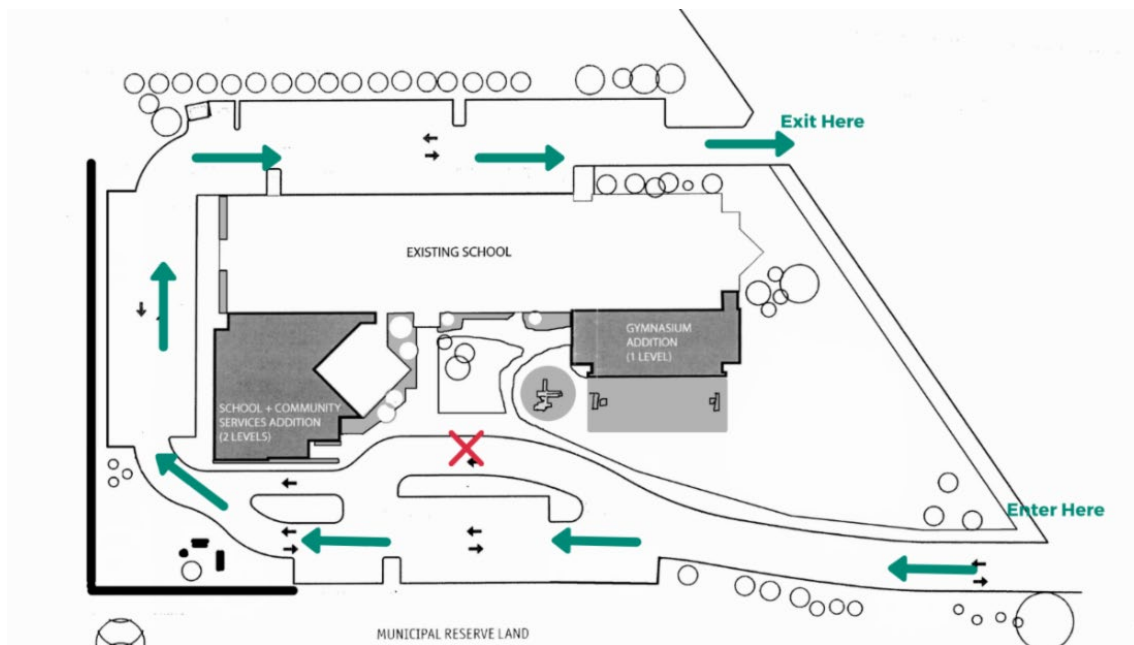 Exit Here
EXISTING SCHOOL
GYMNASIUM
ADDITION
(1 LEVEL)
SCHOOL + COMMUNITY
SERVICES ADDITION
(2 LEVELS)
Enter Here
MUNICIPAL RESERVE LAND